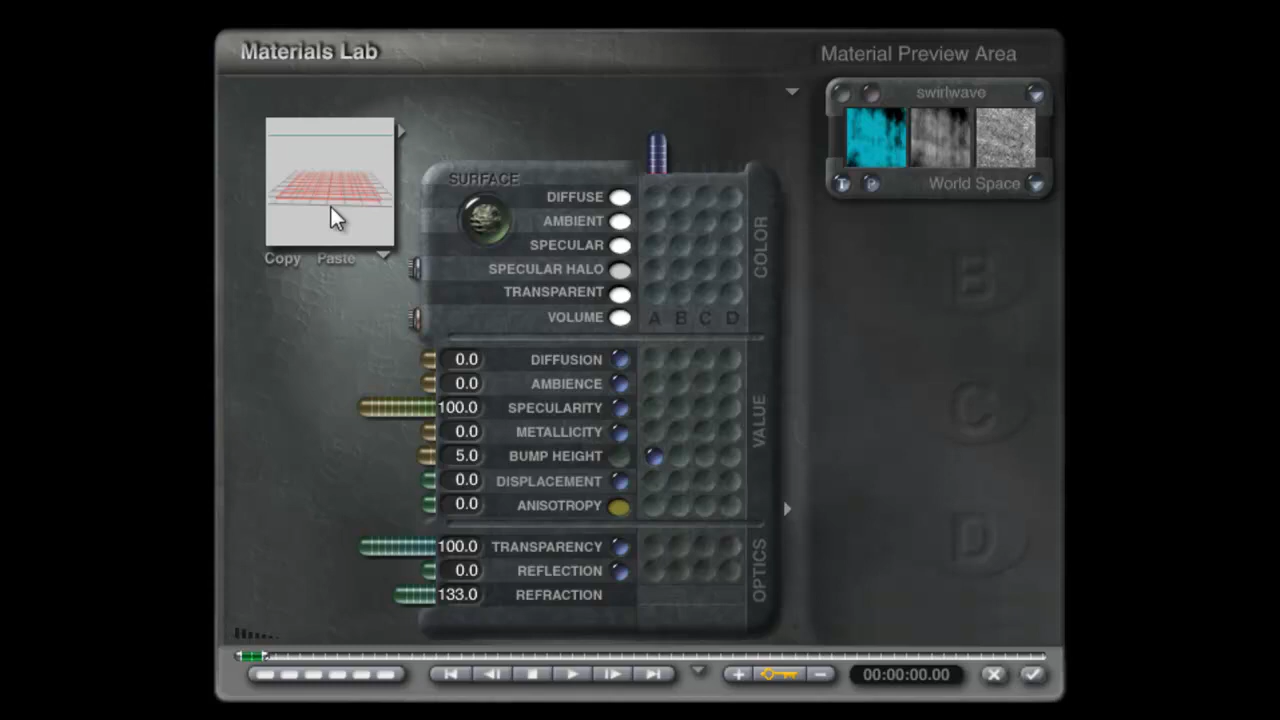 Materials Lab
Material Preview Area
swirlwave
T P World Space
Copy Paste
SURFACE
DIFFUSE
AMBIENT
SPECULAR
SPECULAR HALO
TRANSPARENT
VOLUME
A B C D
COLOR
0.0 DIFFUSION
0.0 AMBIENCE
100.0 SPECULARITY
0.0 METALLICITY
5.0 BUMP HEIGHT
0.0 DISPLACEMENT
0.0 ANISOTROPY
VALUE
100.0 TRANSPARENCY
0.0 REFLECTION
133.0 REFRACTION
OPTICS
B
C
D
00:00:00.00